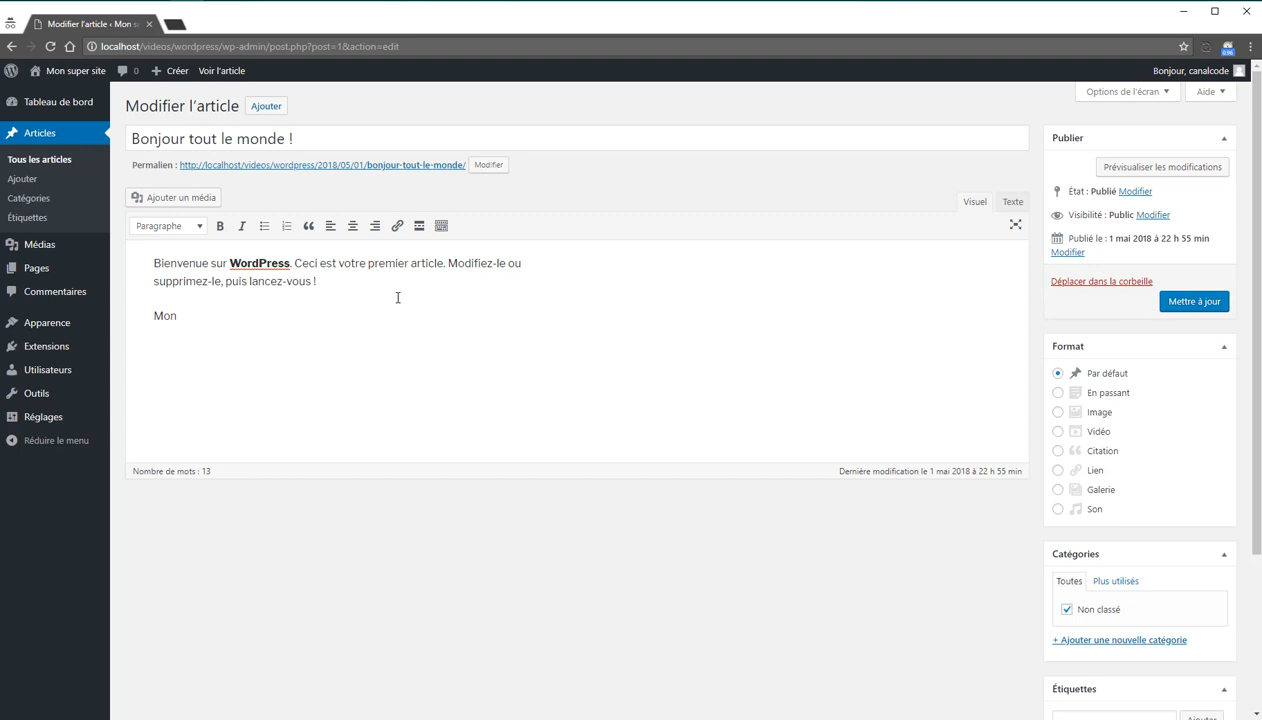 Modifier l'article ‹ Mon s
localhost/videos/wordpress/wp-admin/post.php?post=1&action=edit
0.96
Mon super site 0 Créer Voir l'article Bonjour, canalcode
Tableau de bord
Articles
Tous les articles
Ajouter
Catégories
Étiquettes
Médias
Pages
Commentaires
Apparence
Extensions
Utilisateurs
Outils
Réglages
Réduire le menu
Options de l'écran Aide
Modifier l'article Ajouter
Bonjour tout le monde !
Permalien : http://localhost/videos/wordpress/2018/05/01/bonjour-tout-le-monde/ Modifier
Ajouter un média
Visuel Texte
Paragraphe B I
Bienvenue sur WordPress. Ceci est votre premier article. Modifiez-le ou
supprimez-le, puis lancez-vous !
Mon
Nombre de mots : 13 Dernière modification le 1 mai 2018 à 22 h 55 min
Publier
Prévisualiser les modifications
État : Publié Modifier
Visibilité : Public Modifier
Publié le : 1 mai 2018 à 22 h 55 min
Modifier
Déplacer dans la corbeille
Mettre à jour
Format
Par défaut
En passant
Image
Vidéo
Citation
Lien
Galerie
Son
Catégories
Toutes Plus utilisés
Non classé
+ Ajouter une nouvelle catégorie
Étiquettes
Ajouter